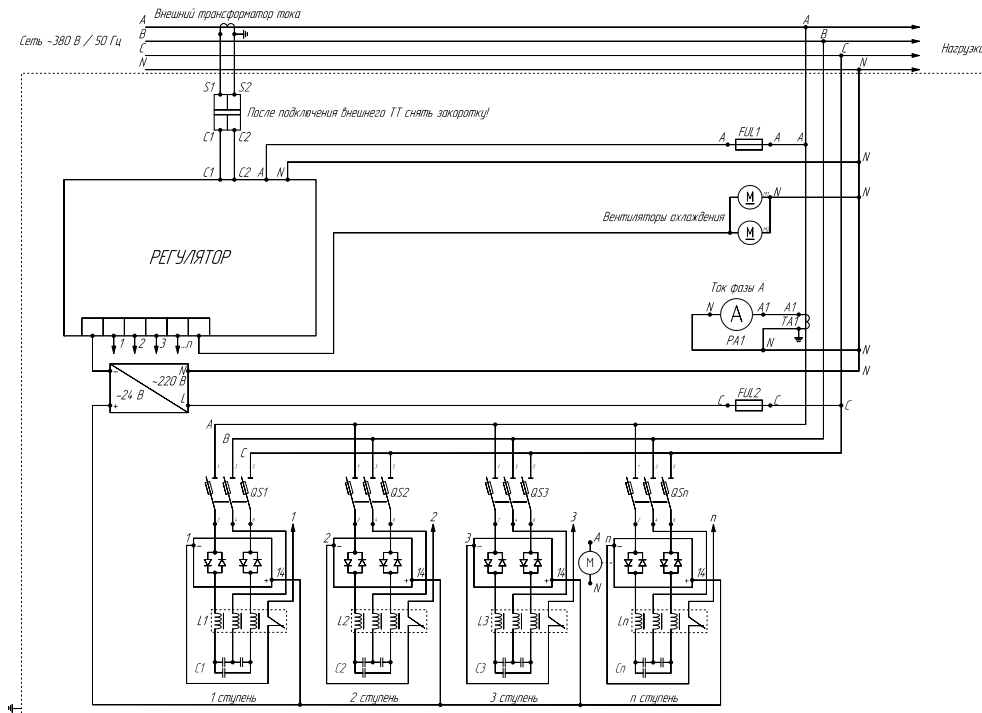 Внешний трансформатор тока
A
A
Сеть ~380 В / 50 Гц
B
B
C
C
Нагрузки
N
N
S1 S2
После подключения внешнего ТТ снять закоротку!
C1 C2
FUL1
A A A
C1 C2 A N
N
N
N
M
M
Вентиляторы охлаждения
РЕГУЛЯТОР
Ток фазы А
N A A1 A1
TA1
PA1 N
N
1 2 3 ...n
- ~220 В N
N
-24 В
+ L
FUL2
C C C
A
B
C
QS1 QS2 QS3 QSn
1 2 3 n
1 - 2 - 3 - A n -
M
+ 14 + 14 + 14 N + 14
L1 L2 L3 Ln
C1 C2 C3 Cn
1 ступень 2 ступень 3 ступень n ступень